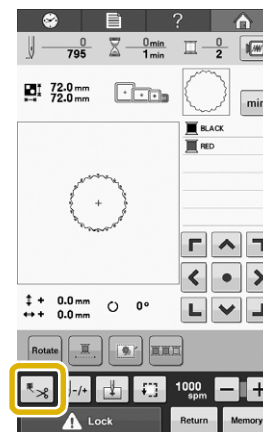 ?
0
795
0 min
1 min
0
2
72.0 mm
72.0 mm
min
BLACK
RED
+ 0.0 mm
+ 0.0 mm
0°
Rotate
-/+
1000
spm
- +
Lock
Return
Memory